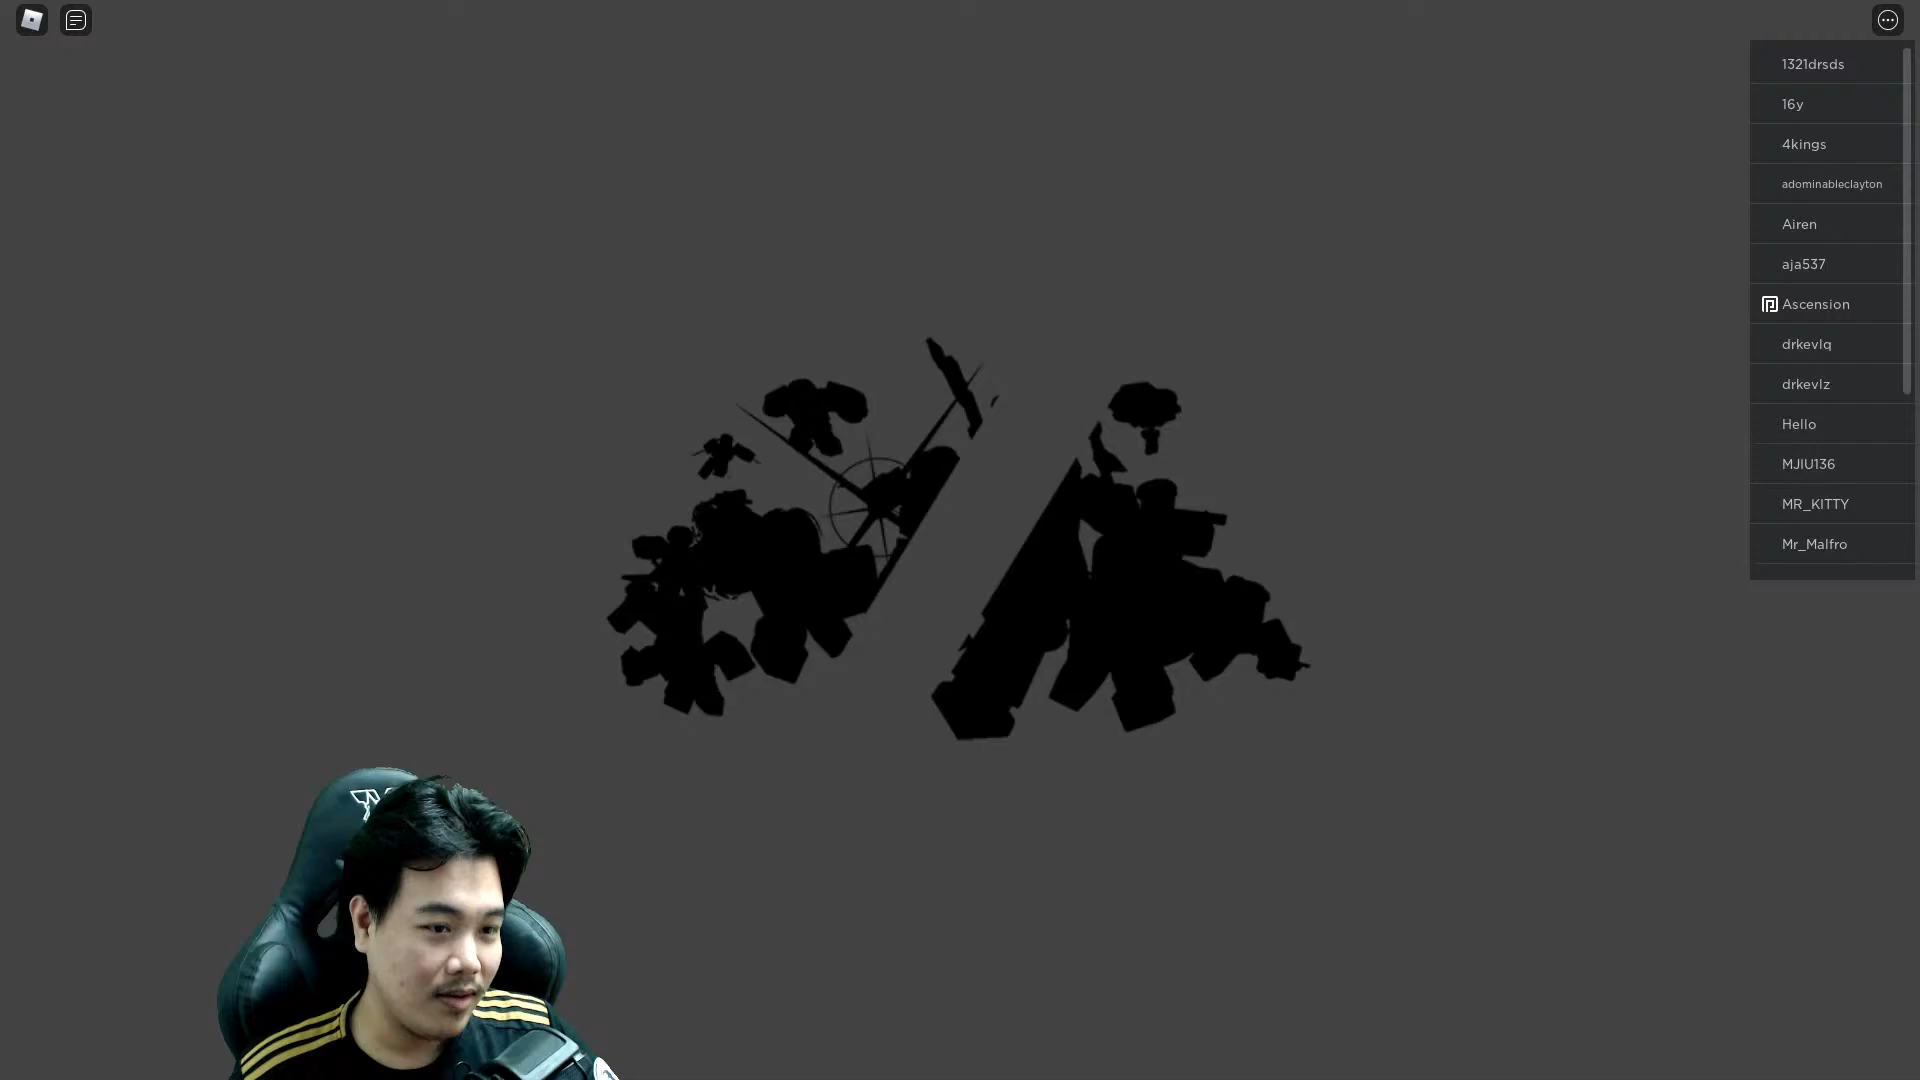 1321drsds
16y
4kings
adominableclayton
Airen
aja537
Ascension
drkevlq
drkevlz
Hello
MJIU136
MR_KITTY
Mr_Malfro